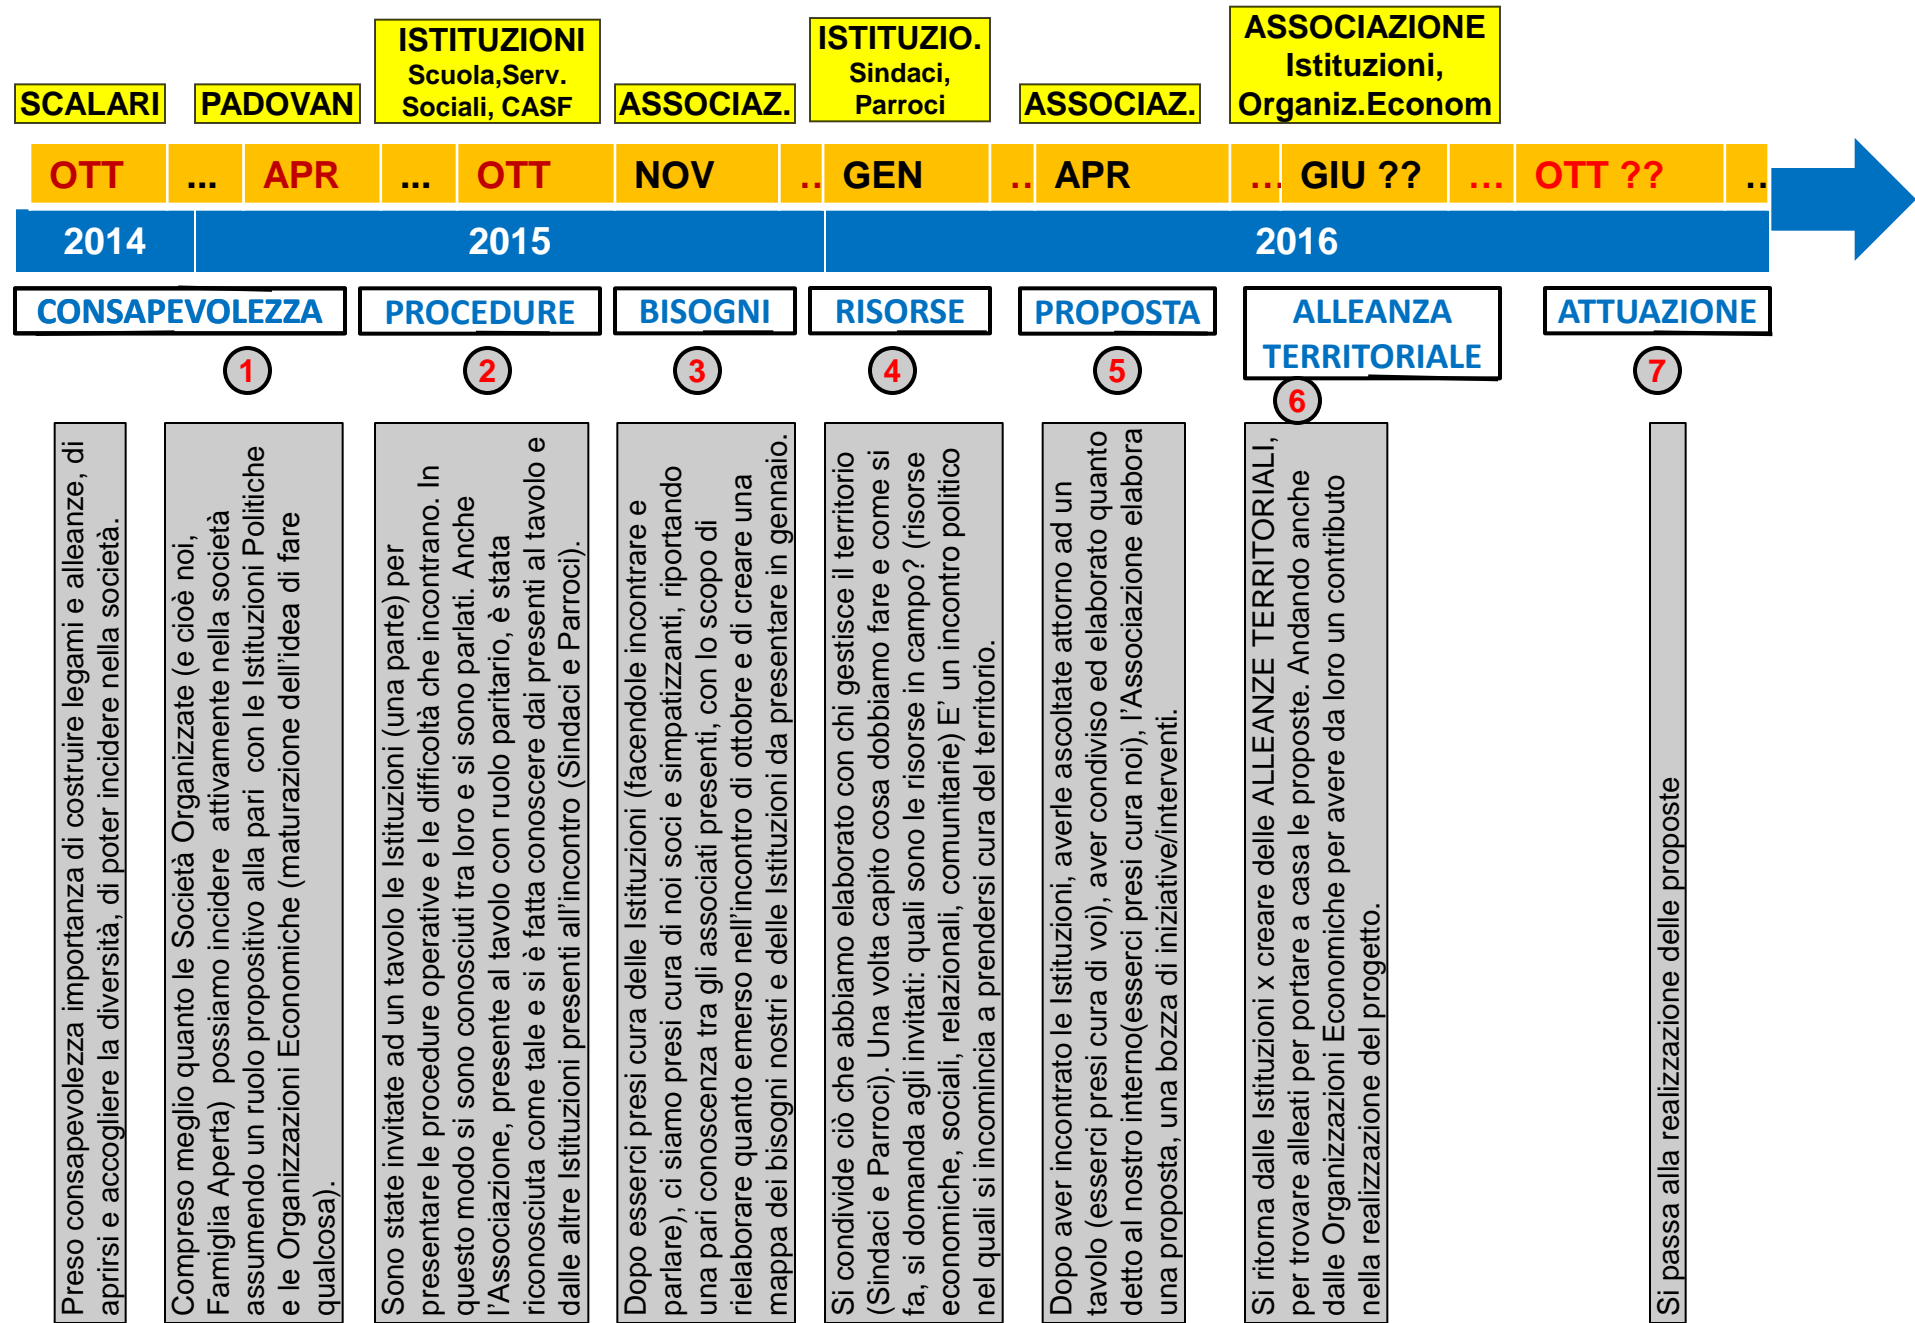 SCALARI
PADOVAN
ISTITUZIONI
Scuola,Serv.
Sociali, CASF
ASSOCIAZ.
ISTITUZIO.
Sindaci,
Parroci
ASSOCIAZ.
ASSOCIAZIONE
Istituzioni,
Organiz.Econom
OTT ... APR ... OTT NOV .. GEN .. APR ... GIU ?? ... OTT ?? ..
2014 2015 2016
CONSAPEVOLEZZA
PROCEDURE
BISOGNI
RISORSE
PROPOSTA
ALLEANZA
TERRITORIALE
ATTUAZIONE
1
2
3
4
5
6
7
Preso consapevolezza importanza di costruire legami e alleanze, di
aprirsi e accogliere la diversità, di poter incidere nella società.
Compreso meglio quanto le Società Organizzate (e cioè noi,
Famiglia Aperta) possiamo incidere attivamente nella società
assumendo un ruolo propositivo alla pari con le Istituzioni Politiche
e le Organizzazioni Economiche (maturazione dell'idea di fare
qualcosa).
Sono state invitate ad un tavolo le Istituzioni (una parte) per
presentare le procedure operative e le difficoltà che incontrano. In
questo modo si sono conosciuti tra loro e si sono parlati. Anche
l'Associazione, presente al tavolo con ruolo paritario, è stata
riconosciuta come tale e si è fatta conoscere dai presenti al tavolo e
dalle altre Istituzioni presenti all'incontro (Sindaci e Parroci).
Dopo esserci presi cura delle Istituzioni (facendole incontrare e
parlare), ci siamo presi cura di noi soci e simpatizzanti, riportando
una pari conoscenza tra gli associati presenti, con lo scopo di
rielaborare quanto emerso nell'incontro di ottobre e di creare una
mappa dei bisogni nostri e delle Istituzioni da presentare in gennaio.
Si condivide ciò che abbiamo elaborato con chi gestisce il territorio
(Sindaci e Parroci). Una volta capito cosa dobbiamo fare e come si
fa, si domanda agli invitati: quali sono le risorse in campo? (risorse
economiche, sociali, relazionali, comunitarie) E' un incontro politico
nel quali si incomincia a prendersi cura del territorio.
Dopo aver incontrato le Istituzioni, averle ascoltate attorno ad un
tavolo (esserci presi cura di voi), aver condiviso ed elaborato quanto
detto al nostro interno(esserci presi cura noi), l'Associazione elabora
una proposta, una bozza di iniziative/interventi.
Si ritorna dalle Istituzioni x creare delle ALLEANZE TERRITORIALI,
per trovare alleati per portare a casa le proposte. Andando anche
dalle Organizzazioni Economiche per avere da loro un contributo
nella realizzazione del progetto.
Si passa alla realizzazione delle proposte